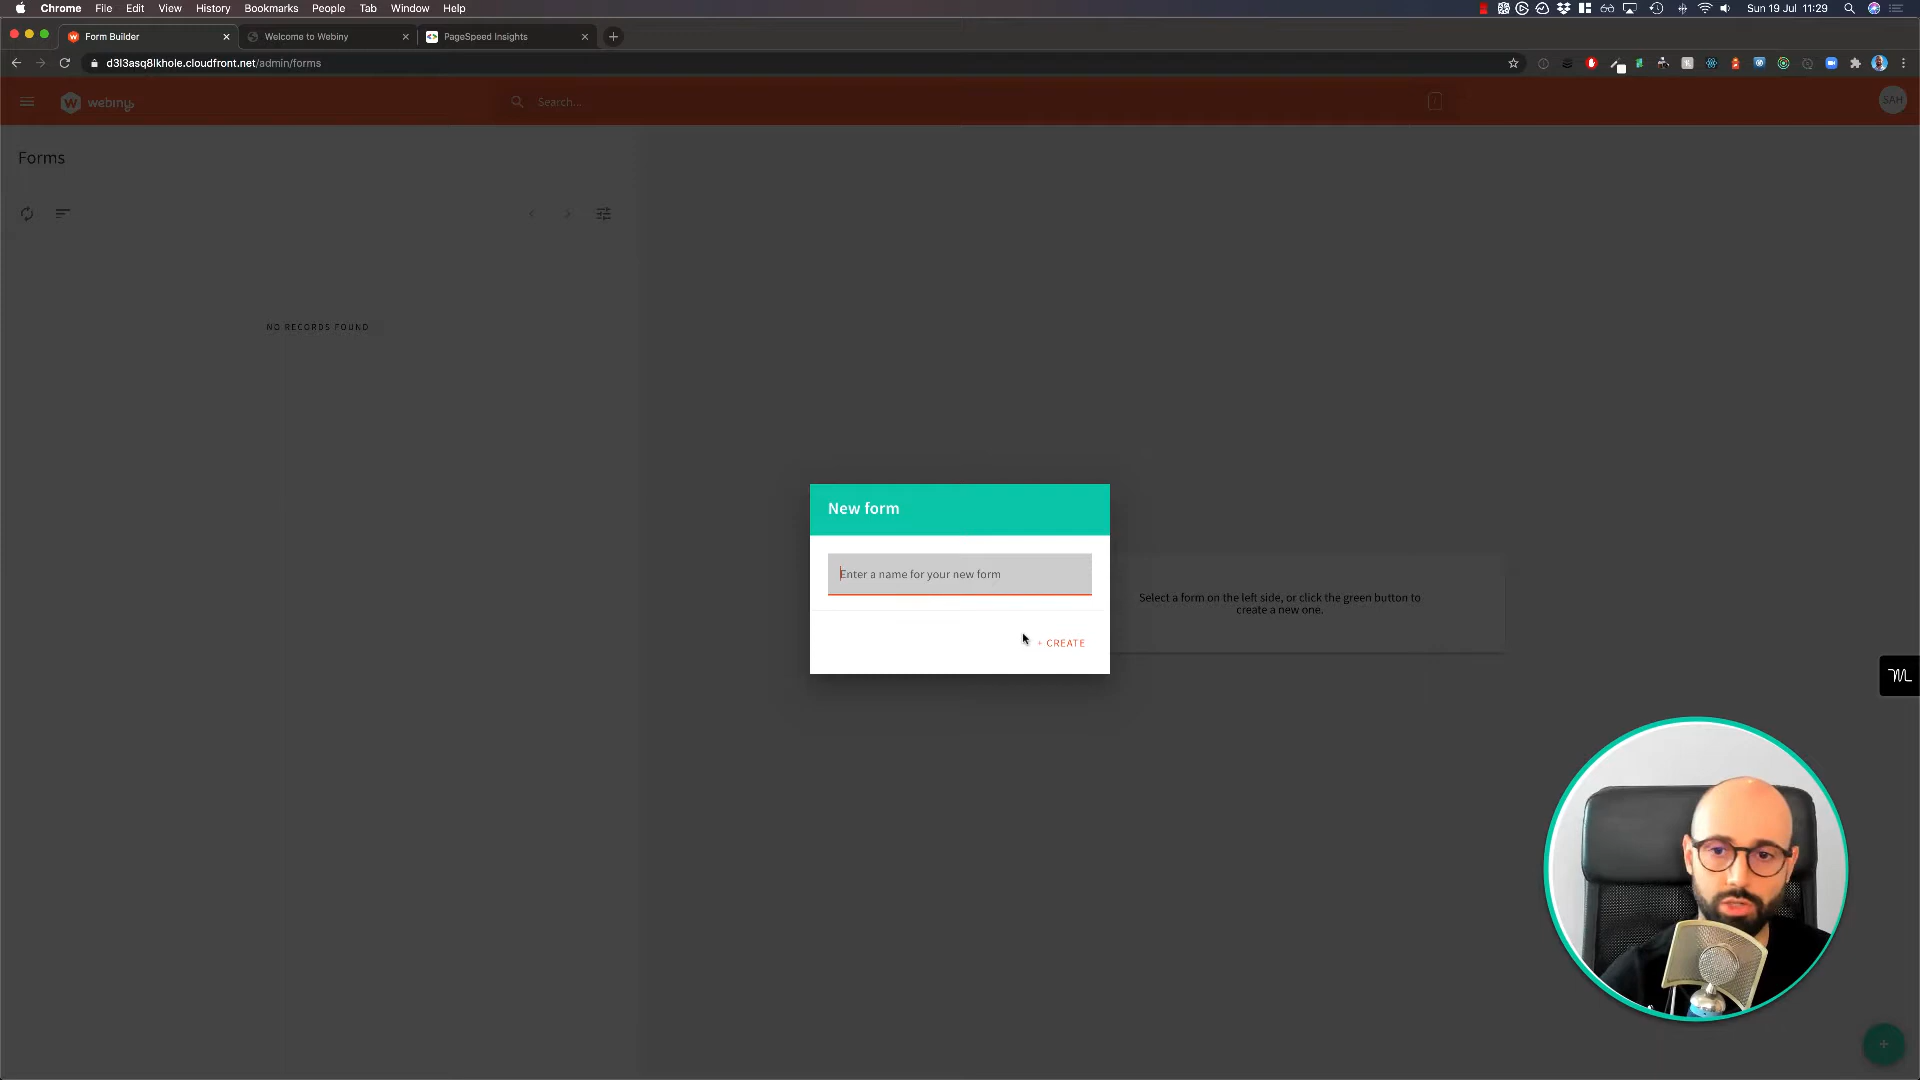 Chrome File Edit View History Bookmarks People Tab Window Help
Sun 19 Jul 11:29
Form Builder
Welcome to Webiny
PageSpeed Insights
d3l3asq8lkhole.cloudfront.net/admin/forms
webiny
Search...
/
SAH
Forms
NO RECORDS FOUND
New form
Enter a name for your new form
Select a form on the left side, or click the green button to
create a new one.
+ CREATE